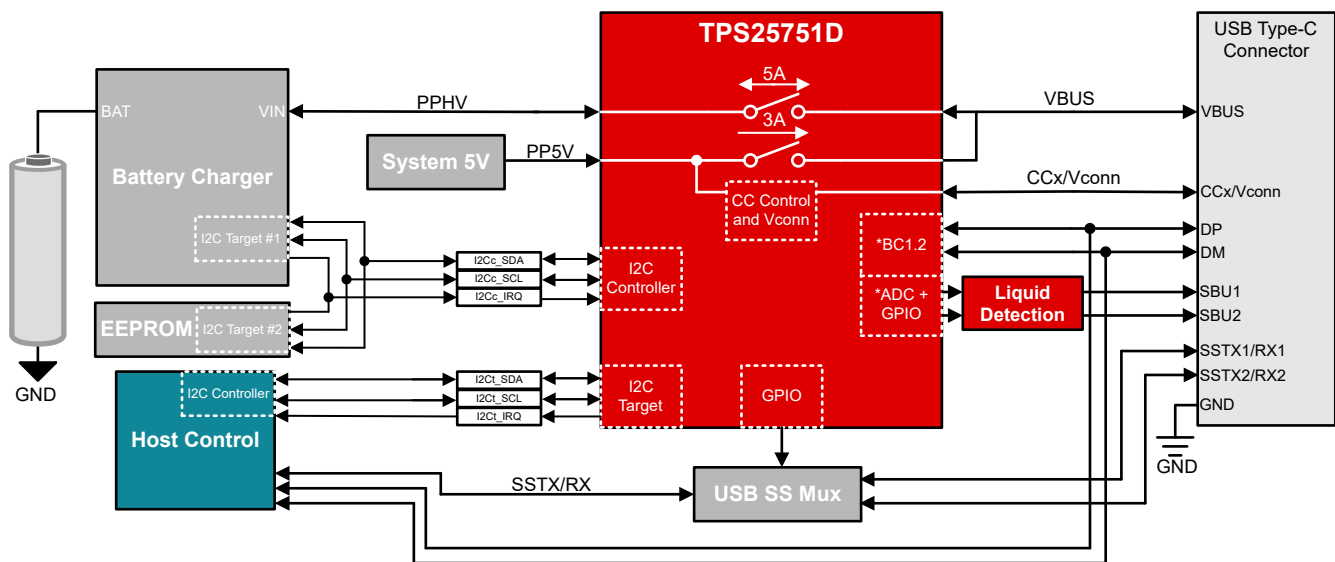 TPS25751D
USB Type-C
Connector
5A
3A
BAT
VIN
PPHV
VBUS
VBUS
Battery Charger
System 5V
PP5V
CC Control
and Vconn
CCx/Vconn
CCx/Vconn
I2C Target #1
*BC1.2
DP
DM
I2Cc_SDA
I2Cc_SCL
I2Cc_IRQ
I2C
Controller
*ADC +
GPIO
Liquid
Detection
SBU1
SBU2
EEPROM
I2C Target #2
GND
SSTX1/RX1
SSTX2/RX2
GND
GND
I2C Controller
I2Ct_SDA
I2Ct_SCL
I2Ct_IRQ
I2C
Target
GPIO
Host Control
SSTX/RX
USB SS Mux